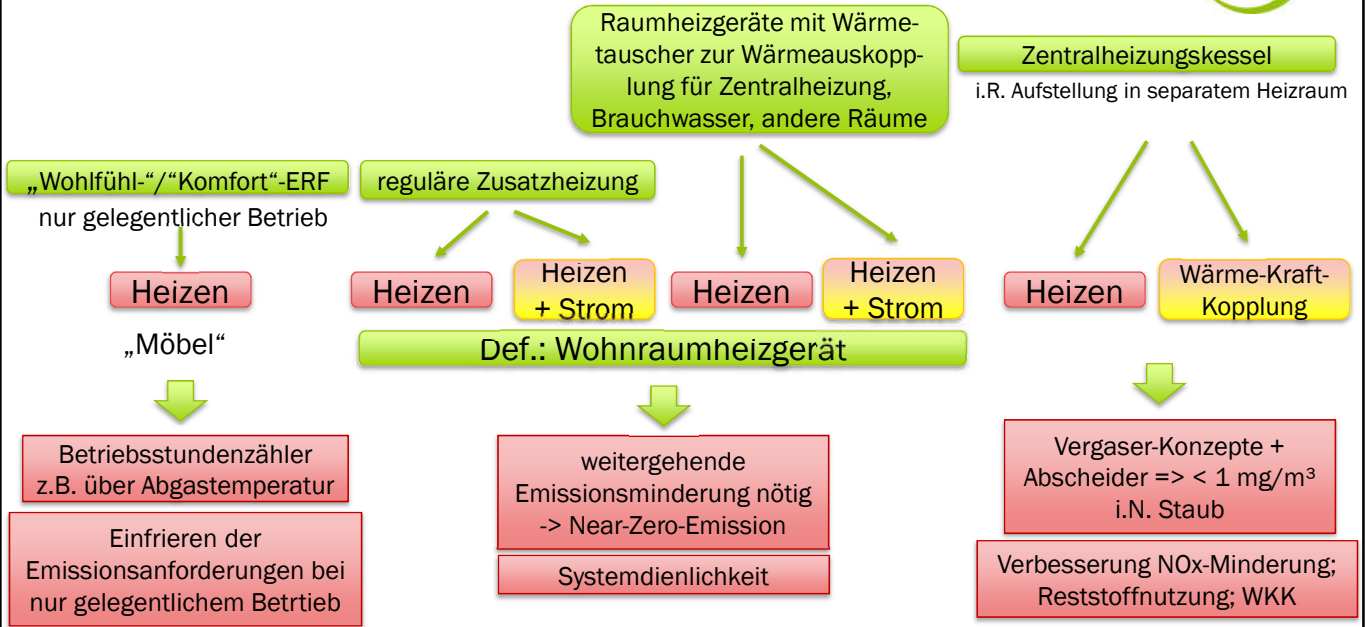 Raumheizgeräte mit Wärme-
tauscher zur Wärmeauskopp-
lung für Zentralheizung,
Brauchwasser, andere Räume
Zentralheizungskessel
i.R. Aufstellung in separatem Heizraum
„Wohlfühl-“/“Komfort“-ERF
nur gelegentlicher Betrieb
reguläre Zusatzheizung
Heizen
„Möbel“
Heizen
Heizen
+ Strom
Heizen
Heizen
+ Strom
Def.: Wohnraumheizgerät
Heizen
Wärme-Kraft-
Kopplung
Betriebsstundenzähler
z.B. über Abgastemperatur
Einfrieren der
Emissionsanforderungen bei
nur gelegentlichem Betrtieb
weitergehende
Emissionsminderung nötig
-> Near-Zero-Emission
Systemdienlichkeit
Vergaser-Konzepte +
Abscheider => < 1 mg/m³
i.N. Staub
Verbesserung NOx-Minderung;
Reststoffnutzung; WKK